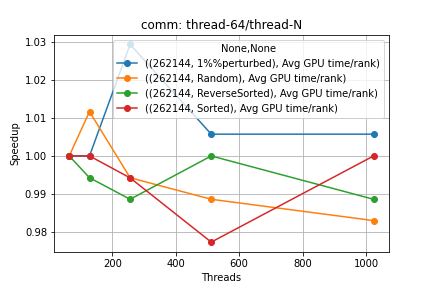 comm: thread-64/thread-N
None,None
((262144, 1%%perturbed), Avg GPU time/rank)
((262144, Random), Avg GPU time/rank)
((262144, ReverseSorted), Avg GPU time/rank)
((262144, Sorted), Avg GPU time/rank)
Speedup
1.03
1.02
1.01
1.00
0.99
0.98
200 400 600 800 1000
Threads